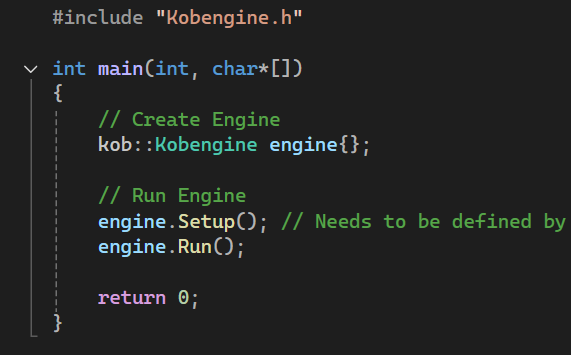 #include "Kobengine.h"
int main(int, char*[])
{
// Create Engine
kob::Kobengine engine{};
// Run Engine
engine.Setup(); // Needs to be defined by
engine.Run();
return 0;
}